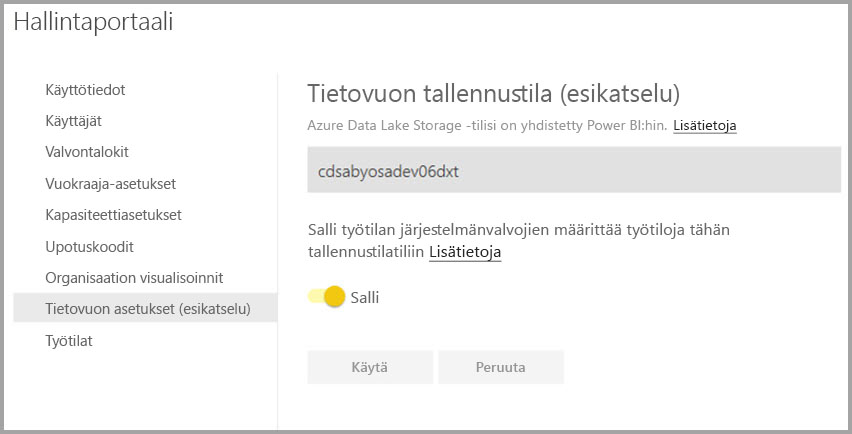 Hallintaportaali
Käyttötiedot
Käyttäjät
Valvontalokit
Vuokraaja-asetukset
Kapasiteettiasetukset
Upotuskoodit
Organisaation visualisoinnit
Tietovuon asetukset (esikatselu)
Työtilat
Tietovuon tallennustila (esikatselu)
Azure Data Lake Storage -tilisi on yhdistetty Power BI:hin. Lisätietoja
cdsabyosadev06dxt
Salli työtilan järjestelmänvalvojien määrittää työtiloja tähän
tallennustilatiliin Lisätietoja
Salli
Käytä
Peruuta